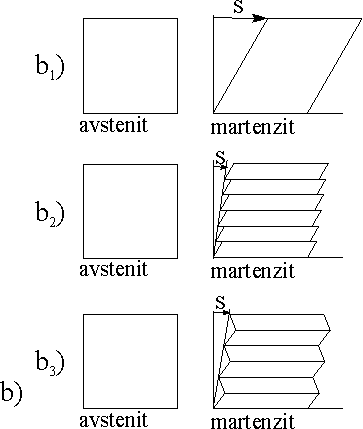 S
b1)
avstenit martenzit
S
b2)
avstenit martenzit
S
b3)
b)
avstenit martenzit